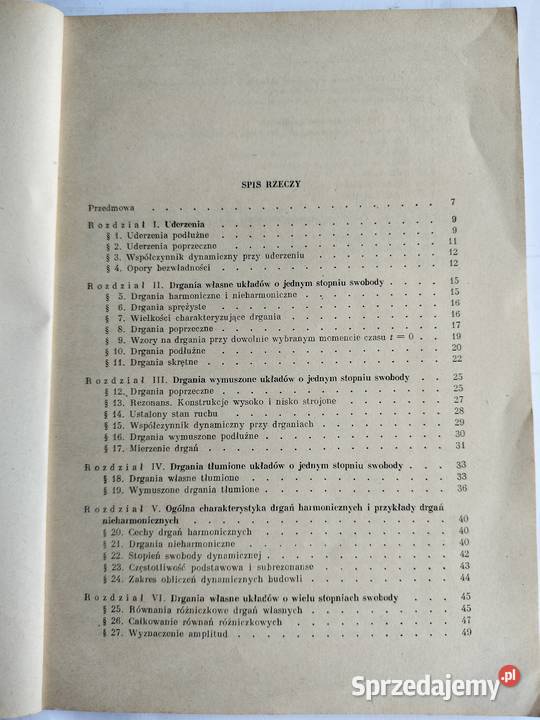 SPIS RZECZY
Przedmowa . . . . . . . . . . . . . . . . . . . . 7
Rozdział I. Uderzenia . . . . . . . . . . . . . . . 9
§ 1. Uderzenia podłużne . . . . . . . . . . . . . . 9
§ 2. Uderzenia poprzeczne . . . . . . . . . . . . . 11
§ 3. Współczynnik dynamiczny przy uderzeniu . . . . . . 12
§ 4. Opory bezwładności . . . . . . . . . . . . . . 12
Rozdział II. Drgania własne układów o jednym stopniu swobody . . . . 15
§ 5. Drgania harmoniczne i nieharmoniczne . . . . . . . 15
§ 6. Drgania sprężyste . . . . . . . . . . . . . . 16
§ 7. Wielkości charakteryzujące drgania . . . . . . . . 16
§ 8. Drgania poprzeczne . . . . . . . . . . . . . . 17
§ 9. Wzory na drgania przy dowolnie wybranym momencie czasu t = 0 . . 19
§ 10. Drgania podłużne . . . . . . . . . . . . . . 20
§ 11. Drgania skrętne . . . . . . . . . . . . . . 22
Rozdział III. Drgania wymuszone układów o jednym stopniu swobody . . 25
§ 12. Drgania poprzeczne . . . . . . . . . . . . . 25
§ 13. Rezonans. Konstrukcje wysoko i nisko strojone . . . . 27
§ 14. Ustalony stan ruchu . . . . . . . . . . . . . 28
§ 15. Współczynnik dynamiczny przy drganiach . . . . . . 29
§ 16. Drgania wymuszone podłużne . . . . . . . . . . 30
§ 17. Mierzenie drgań . . . . . . . . . . . . . . 31
Rozdział IV. Drgania tłumione układów o jednym stopniu swobody . . . 33
§ 18. Drgania własne tłumione . . . . . . . . . . . 33
§ 19. Wymuszone drgania tłumione . . . . . . . . . . 36
Rozdział V. Ogólna charakterystyka drgań harmonicznych i przykłady drgań
nieharmonicznych . . . . . . . . . . . . . . . . 40
§ 20. Cechy drgań harmonicznych . . . . . . . . . . 40
§ 21. Drgania nieharmoniczne . . . . . . . . . . . . 40
§ 22. Stopień swobody dynamicznej . . . . . . . . . . 42
§ 23. Częstotliwość podstawowa i subrezonanse . . . . . . 43
§ 24. Zakres obliczeń dynamicznych budowli . . . . . . . 44
Rozdział VI. Drgania własne układów o wielu stopniach swobody . . . 45
§ 25. Równania różniczkowe drgań własnych . . . . . . . 45
§ 26. Całkowanie równań różniczkowych . . . . . . . . 47
§ 27. Wyznaczenie amplitud . . . . . . . . . . . . 49
Sprzedajemy.pl